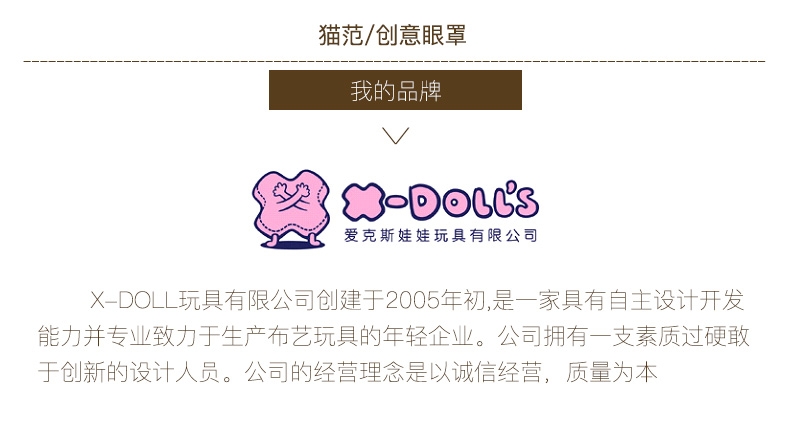 猫范/创意眼罩
我的品牌
X-DOLL'S
爱克斯娃娃玩具有限公司
X-DOLL玩具有限公司创建于2005年初,是一家具有自主设计开发
能力并专业致力于生产布艺玩具的年轻企业。公司拥有一支素质过硬敢
于创新的设计人员。公司的经营理念是以诚信经营，质量为本